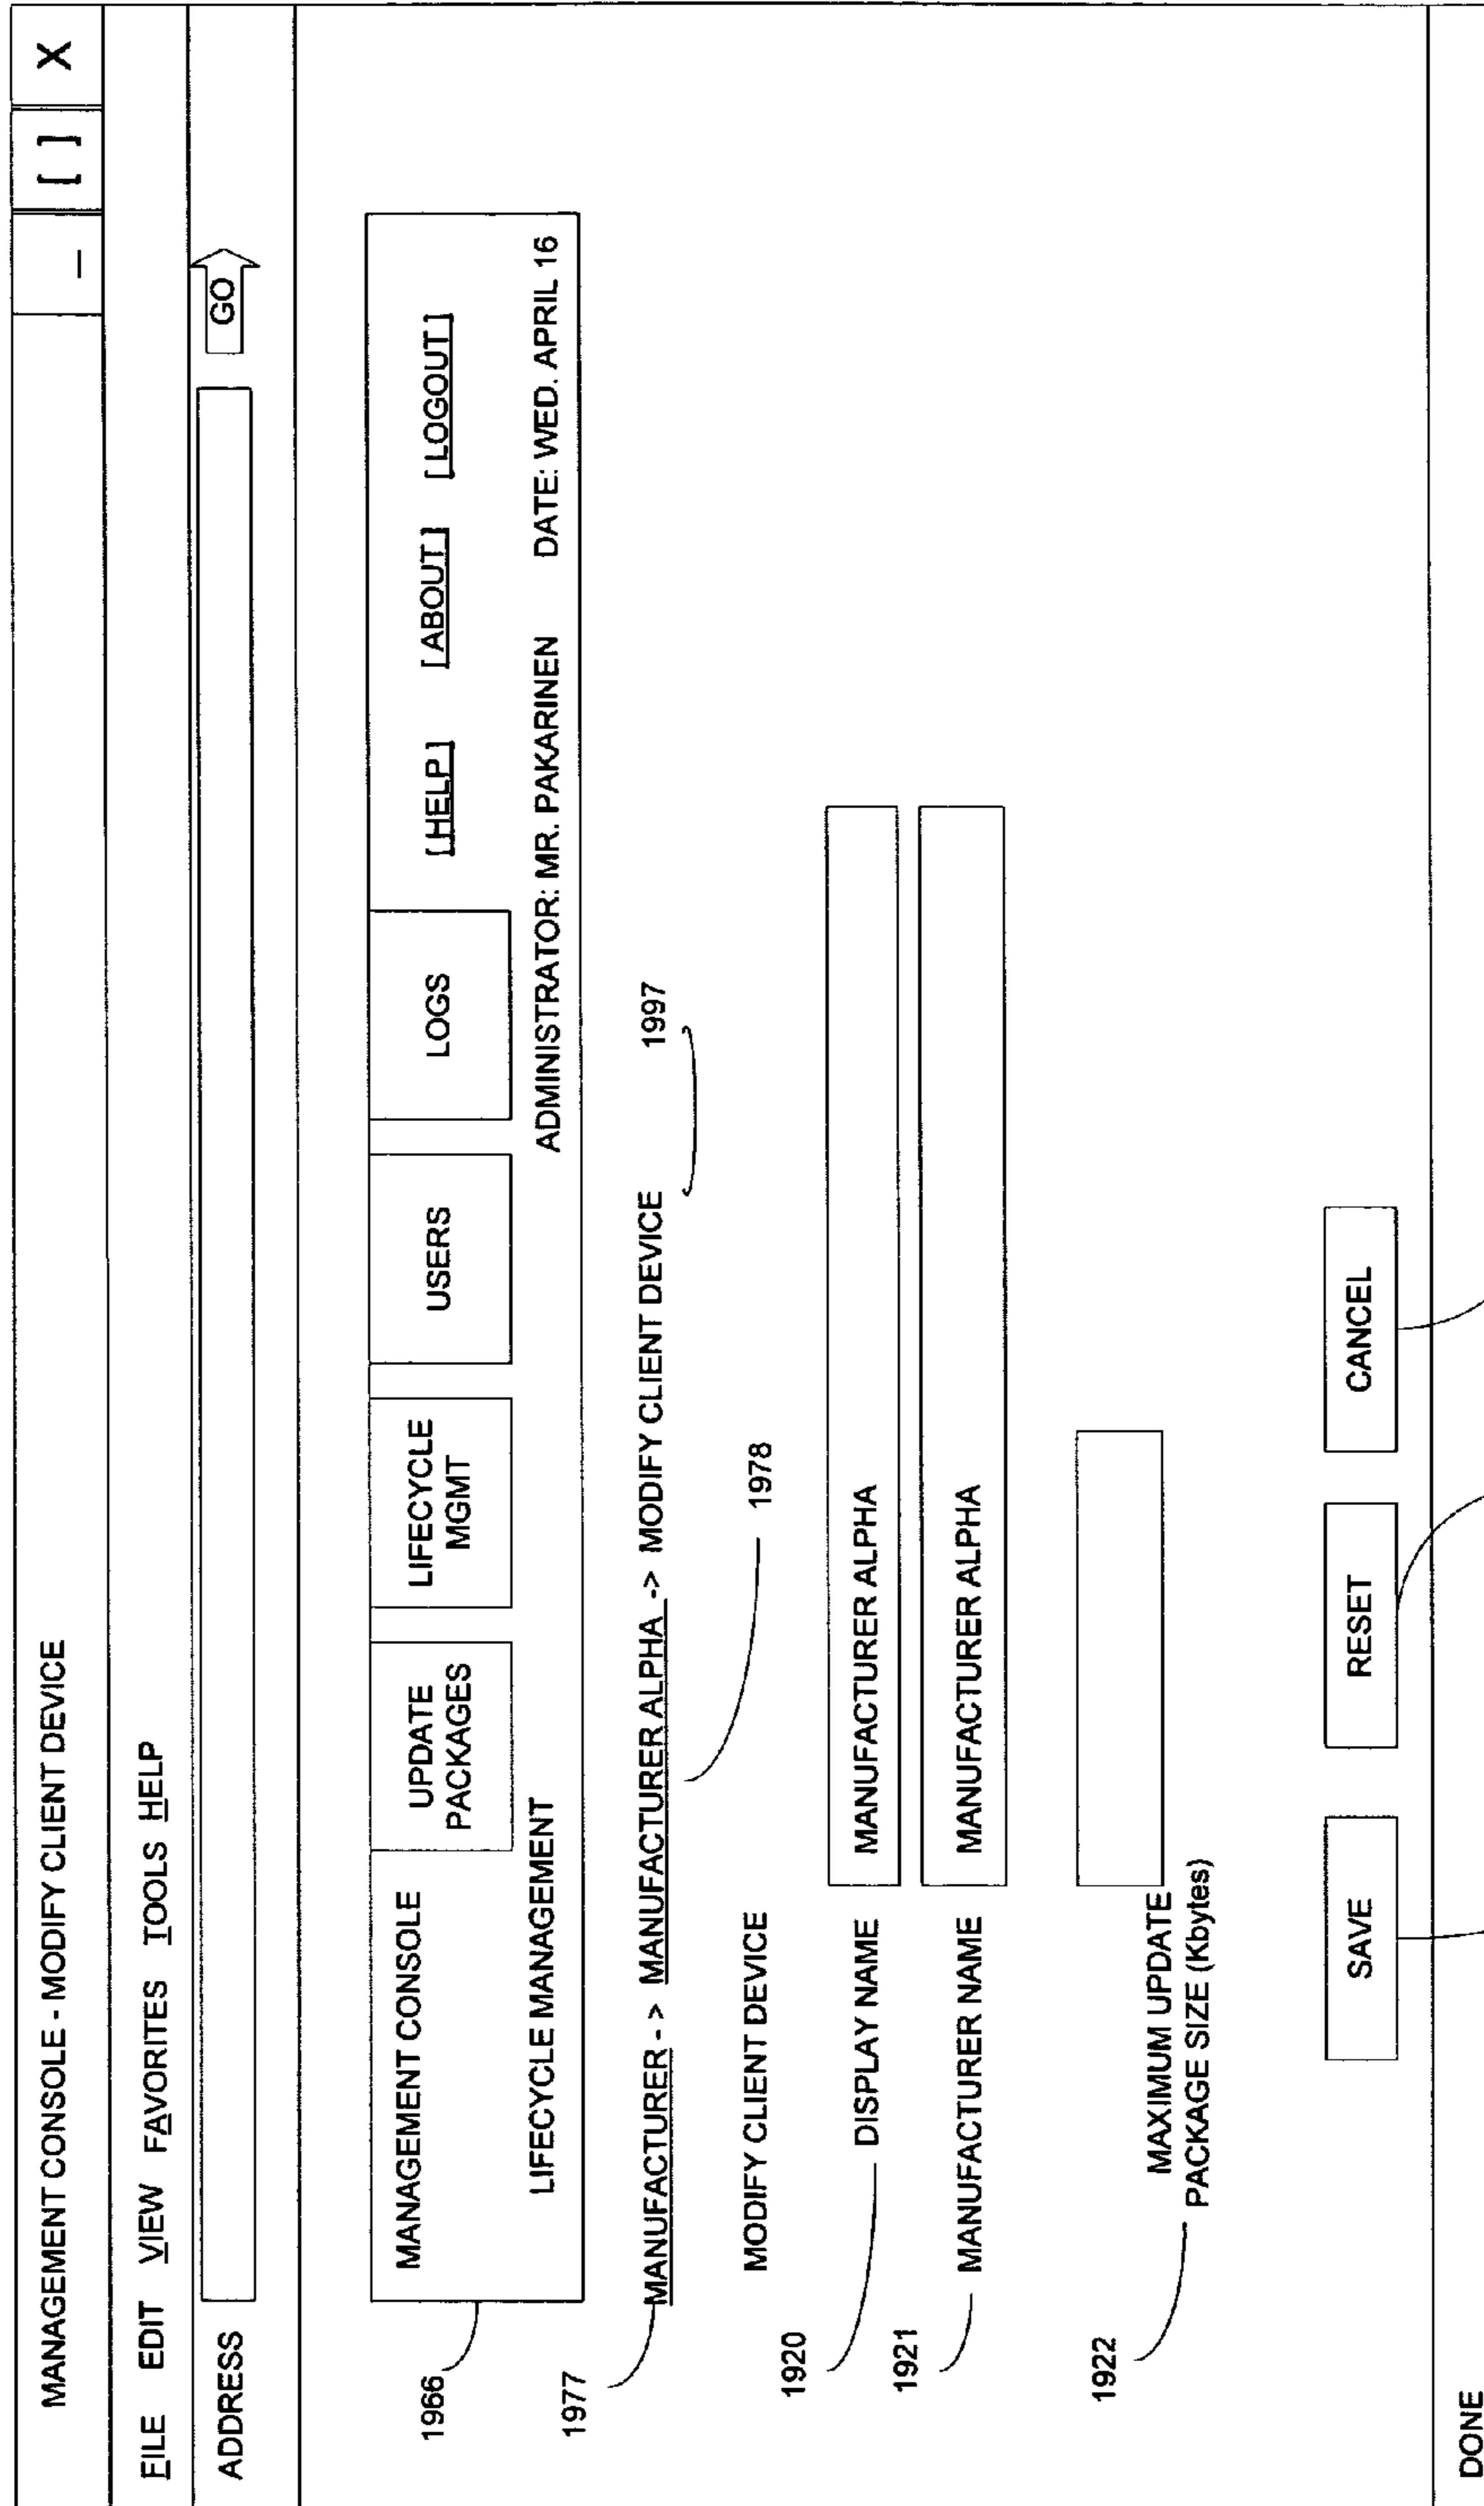 MANAGEMENT CONSOLE - MODIFY CLIENT DEVICE
_ [ ] X
FILE EDIT VIEW FAVORITES TOOLS HELP
ADDRESS GO
MANAGEMENT CONSOLE
UPDATE
PACKAGES
LIFECYCLE
MGMT
USERS
LOGS
[HELP] [ABOUT] [LOGOUT]
LIFECYCLE MANAGEMENT
ADMINISTRATOR: MR. PAKARINEN DATE: WED. APRIL 16
1966
1977
MANUFACTURER - > MANUFACTURER ALPHA -> MODIFY CLIENT DEVICE
1997
1978
MODIFY CLIENT DEVICE
1920
DISPLAY NAME MANUFACTURER ALPHA
1921
MANUFACTURER NAME MANUFACTURER ALPHA
1922
MAXIMUM UPDATE
PACKAGE SIZE (Kbytes)
SAVE RESET CANCEL
DONE